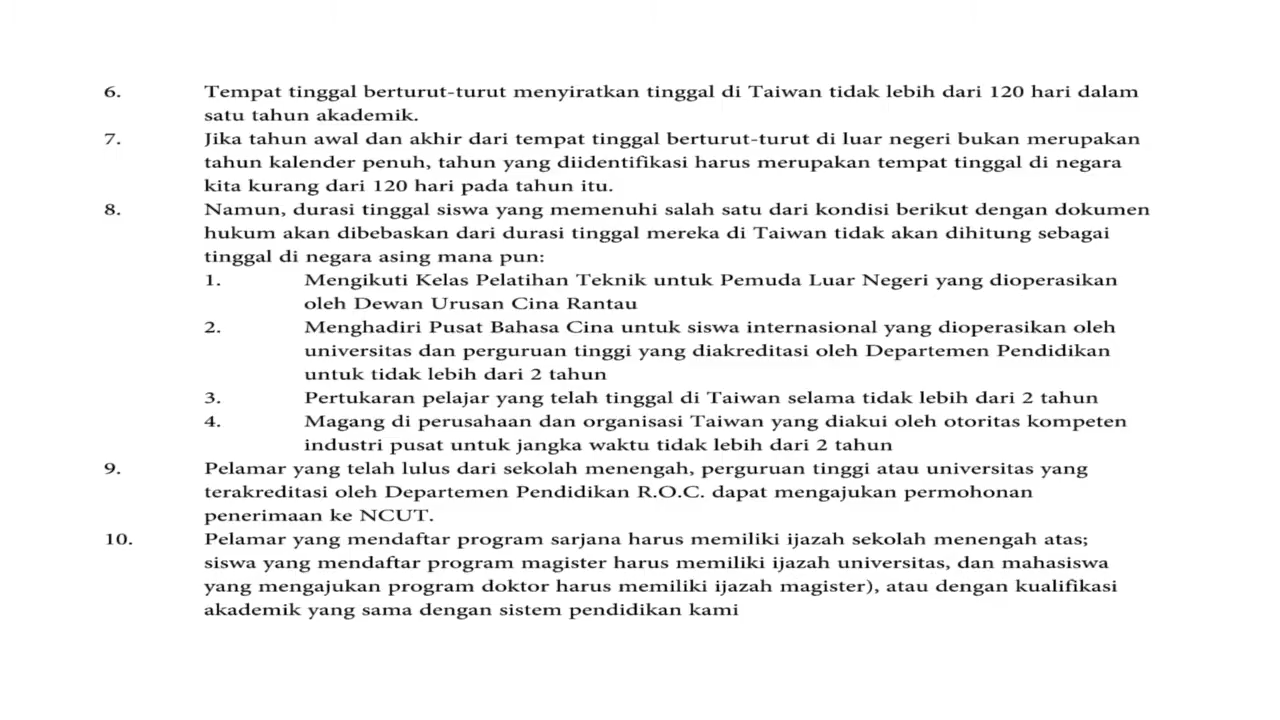 6. Tempat tinggal berturut-turut menyiratkan tinggal di Taiwan tidak lebih dari 120 hari dalam
satu tahun akademik.
7. Jika tahun awal dan akhir dari tempat tinggal berturut-turut di luar negeri bukan merupakan
tahun kalender penuh, tahun yang diidentifikasi harus merupakan tempat tinggal di negara
kita kurang dari 120 hari pada tahun itu.
8. Namun, durasi tinggal siswa yang memenuhi salah satu dari kondisi berikut dengan dokumen
hukum akan dibebaskan dari durasi tinggal mereka di Taiwan tidak akan dihitung sebagai
tinggal di negara asing mana pun:
1. Mengikuti Kelas Pelatihan Teknik untuk Pemuda Luar Negeri yang dioperasikan
oleh Dewan Urusan Cina Rantau
2. Menghadiri Pusat Bahasa Cina untuk siswa internasional yang dioperasikan oleh
universitas dan perguruan tinggi yang diakreditasi oleh Departemen Pendidikan
untuk tidak lebih dari 2 tahun
3. Pertukaran pelajar yang telah tinggal di Taiwan selama tidak lebih dari 2 tahun
4. Magang di perusahaan dan organisasi Taiwan yang diakui oleh otoritas kompeten
industri pusat untuk jangka waktu tidak lebih dari 2 tahun
9. Pelamar yang telah lulus dari sekolah menengah, perguruan tinggi atau universitas yang
terakreditasi oleh Departemen Pendidikan R.O.C. dapat mengajukan permohonan
penerimaan ke NCUT.
10. Pelamar yang mendaftar program sarjana harus memiliki ijazah sekolah menengah atas;
siswa yang mendaftar program magister harus memiliki ijazah universitas, dan mahasiswa
yang mengajukan program doktor harus memiliki ijazah magister), atau dengan kualifikasi
akademik yang sama dengan sistem pendidikan kami